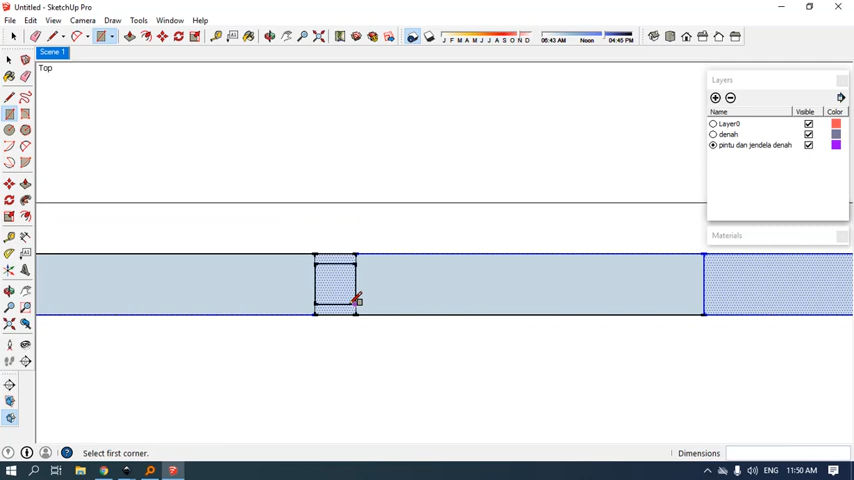 Untitled - SketchUp Pro
File Edit View Camera Draw Tools Window Help
J F M A M J J A S O N D 06:43 AM Noon 04:45 PM
Scene 1
Top
Layers
Name Visible Color
Layer0
denah
pintu dan jendela denah
Materials
Select first corner.
Dimensions
ENG 11:50 AM